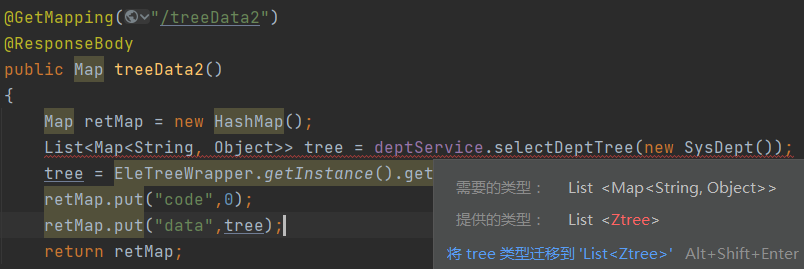 @GetMapping("/treeData2")
@ResponseBody
public Map treeData2()
{
Map retMap = new HashMap();
List<Map<String, Object>> tree = deptService.selectDeptTree(new SysDept());
tree = EleTreeWrapper.getInstance().get
retMap.put("code",0);
retMap.put("data",tree);
return retMap;
需要的类型： List <Map<String, Object>>
提供的类型： List <Ztree>
将 tree 类型迁移到 'List<Ztree>' Alt+Shift+Enter